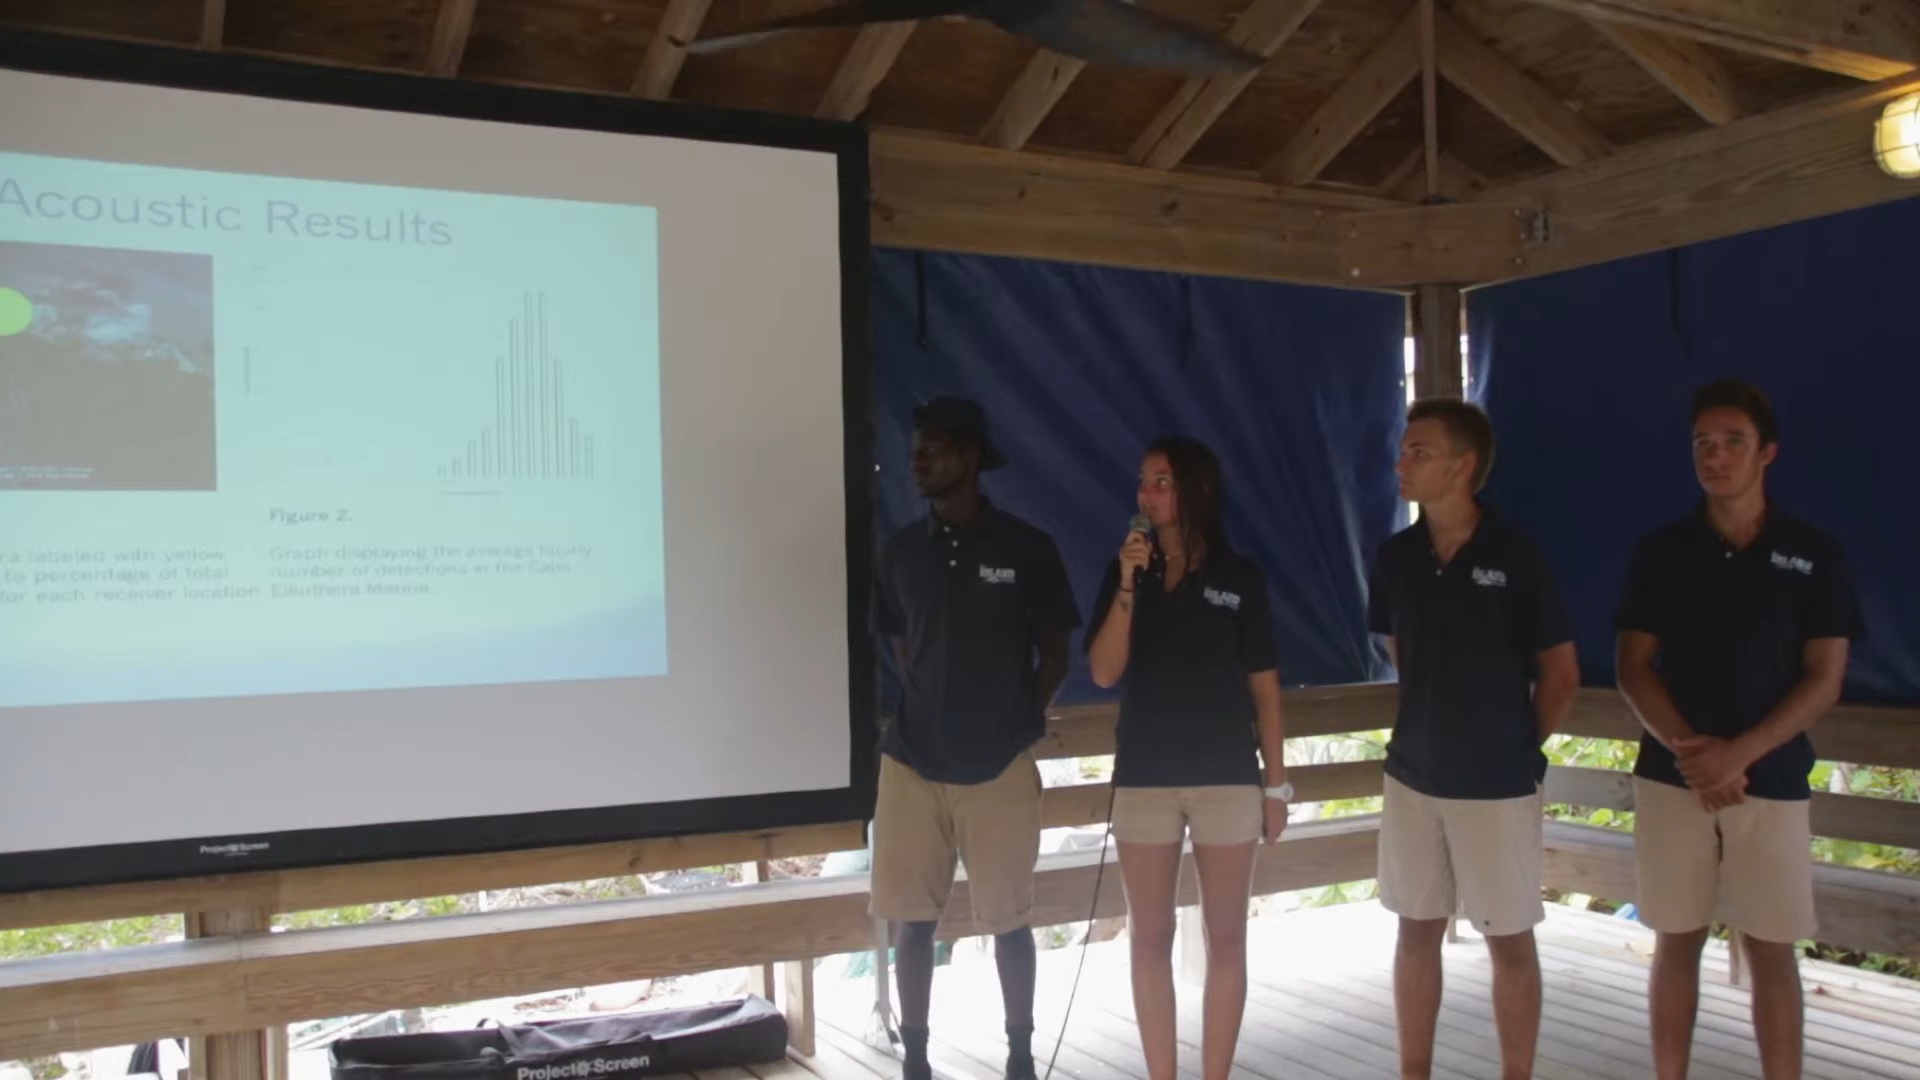 Acoustic Results
Figure 2.
ra labeled with yellow
to percentage of total
for each receiver location
Graph displaying the average hourly
number of detections in the Cape
Eleuthera Marina.
Project Screen
Project Screen